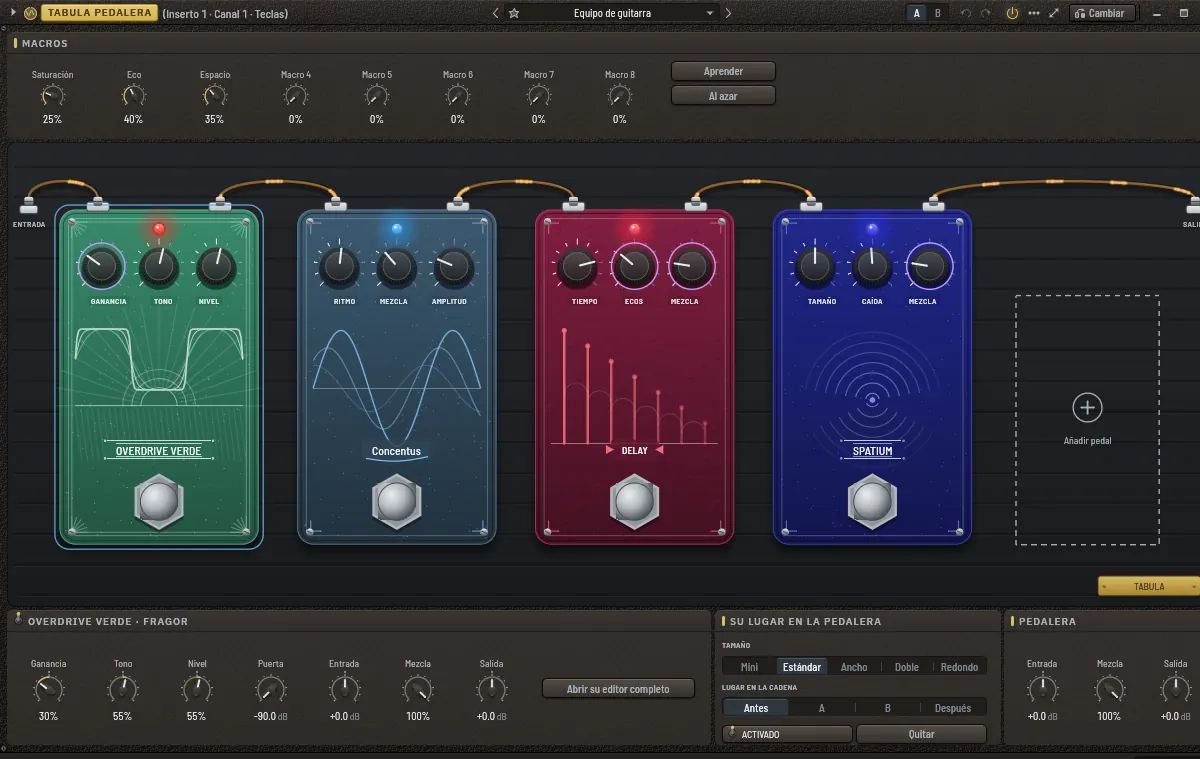 TABULA PEDALERA (Inserto 1 · Canal 1 · Teclas) Equipo de guitarra A B ••• Cambiar
MACROS
Saturación Eco Espacio Macro 4 Macro 5 Macro 6 Macro 7 Macro 8 Aprender
25% 40% 35% 0% 0% 0% 0% 0% Al azar
ENTRADA
GANANCIA TONO NIVEL
OVERDRIVE VERDE
RITMO MEZCLA AMPLITUD
Concentus
TIEMPO ECOS MEZCLA
DELAY
TAMAÑO CAÍDA MEZCLA
SPATIUM
Añadir pedal
TABULA
OVERDRIVE VERDE · FRAGOR
Ganancia Tono Nivel Puerta Entrada Mezcla Salida
30% 55% 55% -90.0 dB +0.0 dB 100% +0.0 dB
Abrir su editor completo
SU LUGAR EN LA PEDALERA
TAMAÑO
Mini Estándar Ancho Doble Redondo
LUGAR EN LA CADENA
Antes A B Después
ACTIVADO Quitar
PEDALERA
Entrada Mezcla Salida
+0.0 dB 100% +0.0 dB